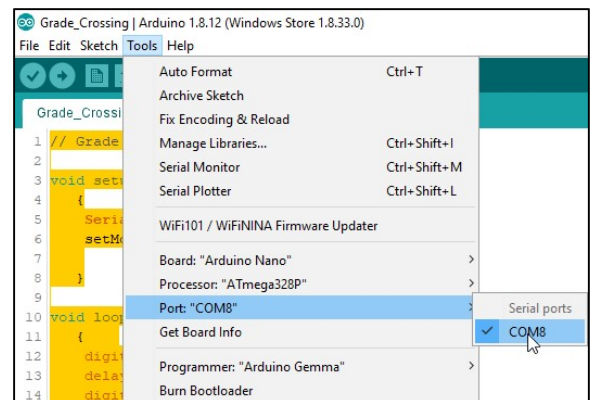 Grade_Crossing | Arduino 1.8.12 (Windows Store 1.8.33.0)
File Edit Sketch Tools Help
Auto Format Ctrl+T
Archive Sketch
Grade_Crossi
Fix Encoding & Reload
1 // Grade
Manage Libraries... Ctrl+Shift+I
2
Serial Monitor Ctrl+Shift+M
3 void setu
Serial Plotter Ctrl+Shift+L
4 {
5 Seria
WiFi101 / WiFiNINA Firmware Updater
6 setMo
7
Board: "Arduino Nano"
8 }
Processor: "ATmega328P"
9
Port: "COM8" Serial ports
10 void loop
Get Board Info COM8
11 {
12 digit
Programmer: "Arduino Gemma"
13 delay
Burn Bootloader
14 digit